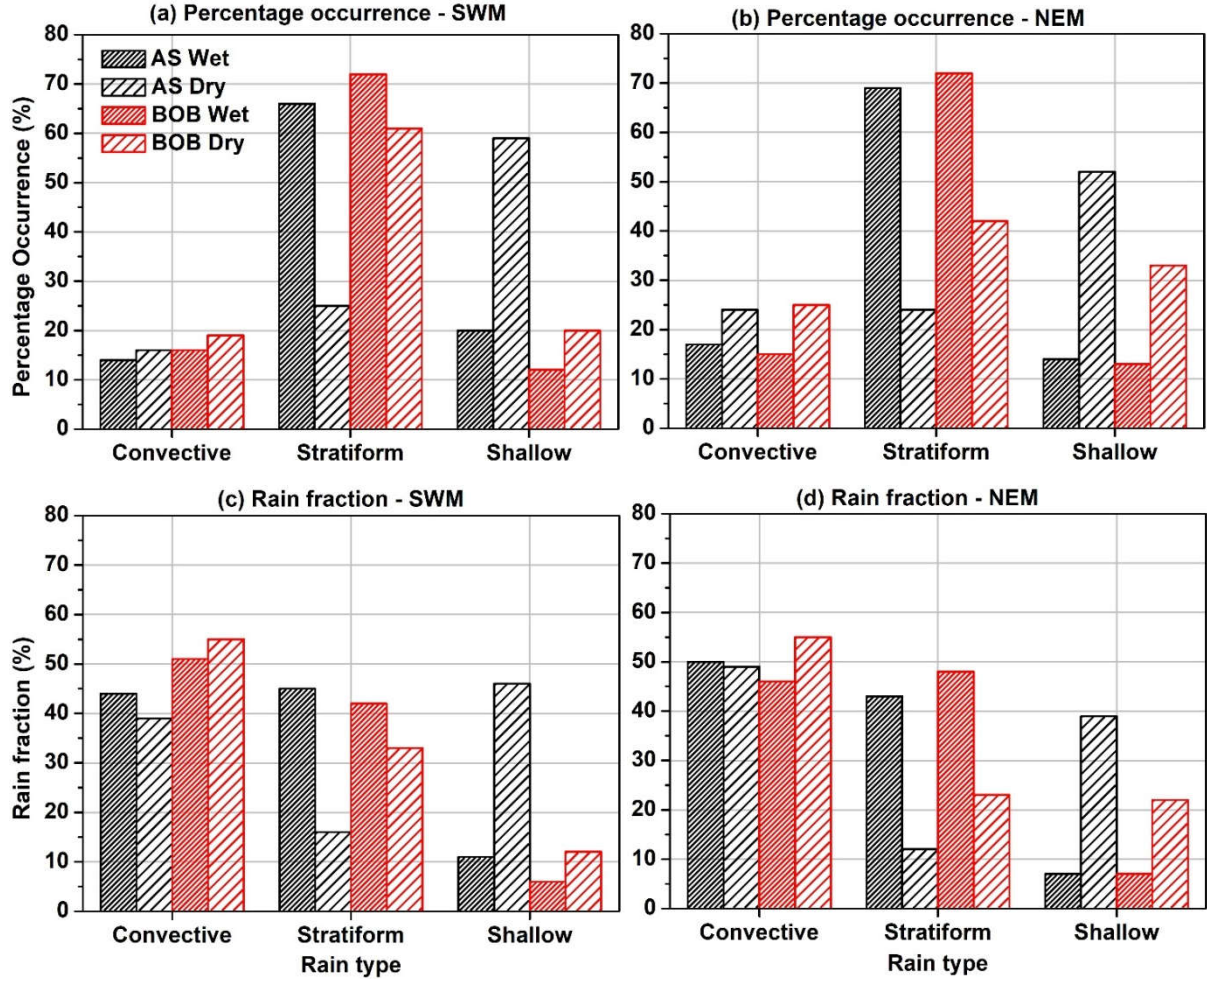 (a) Percentage occurrence - SWM
80
70
60
50
40
30
20
10
0
Percentage Occurrence (%)
AS Wet
AS Dry
BOB Wet
BOB Dry
Convective Stratiform Shallow
(b) Percentage occurrence - NEM
80
70
60
50
40
30
20
10
0
Convective Stratiform Shallow
(c) Rain fraction - SWM
80
70
60
50
40
30
20
10
0
Rain fraction (%)
Convective Stratiform Shallow
Rain type
(d) Rain fraction - NEM
80
70
60
50
40
30
20
10
0
Convective Stratiform Shallow
Rain type